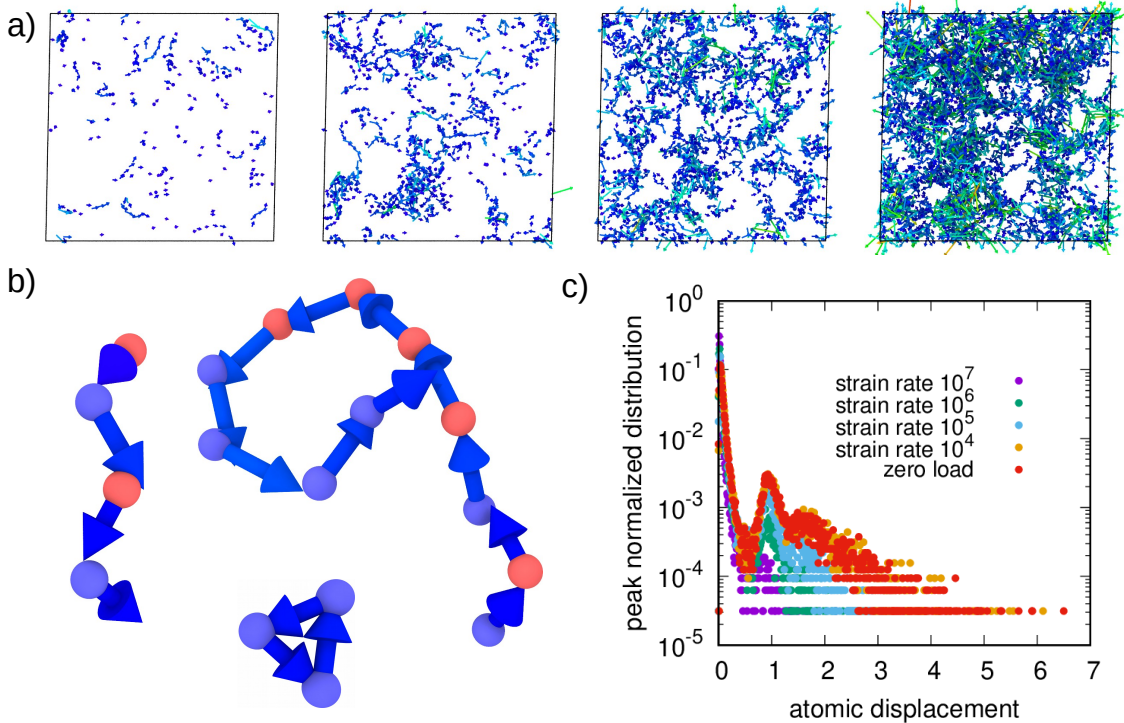 a)
b)
c)
peak normalized distribution
10^0
10^-1
10^-2
10^-3
10^-4
10^-5
strain rate 10^7
strain rate 10^6
strain rate 10^5
strain rate 10^4
zero load
0 1 2 3 4 5 6 7
atomic displacement